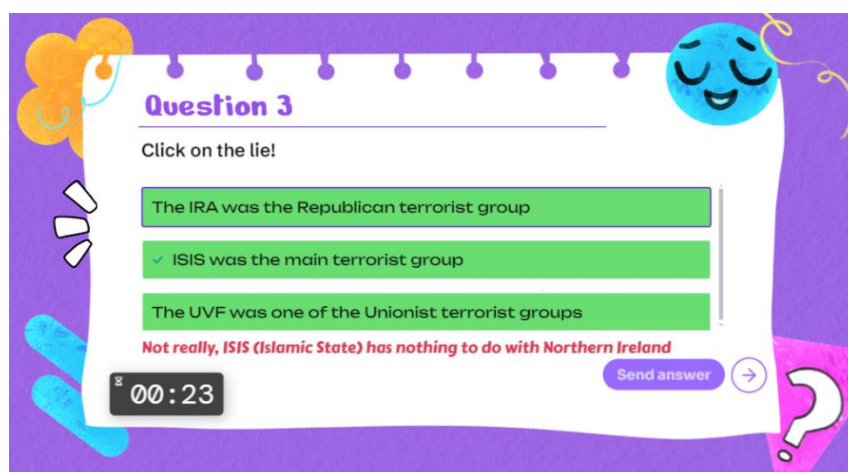 Question 3
Click on the lie!
The IRA was the Republican terrorist group
✓ ISIS was the main terrorist group
The UVF was one of the Unionist terrorist groups
Not really, ISIS (Islamic State) has nothing to do with Northern Ireland
Send answer
00:23
?